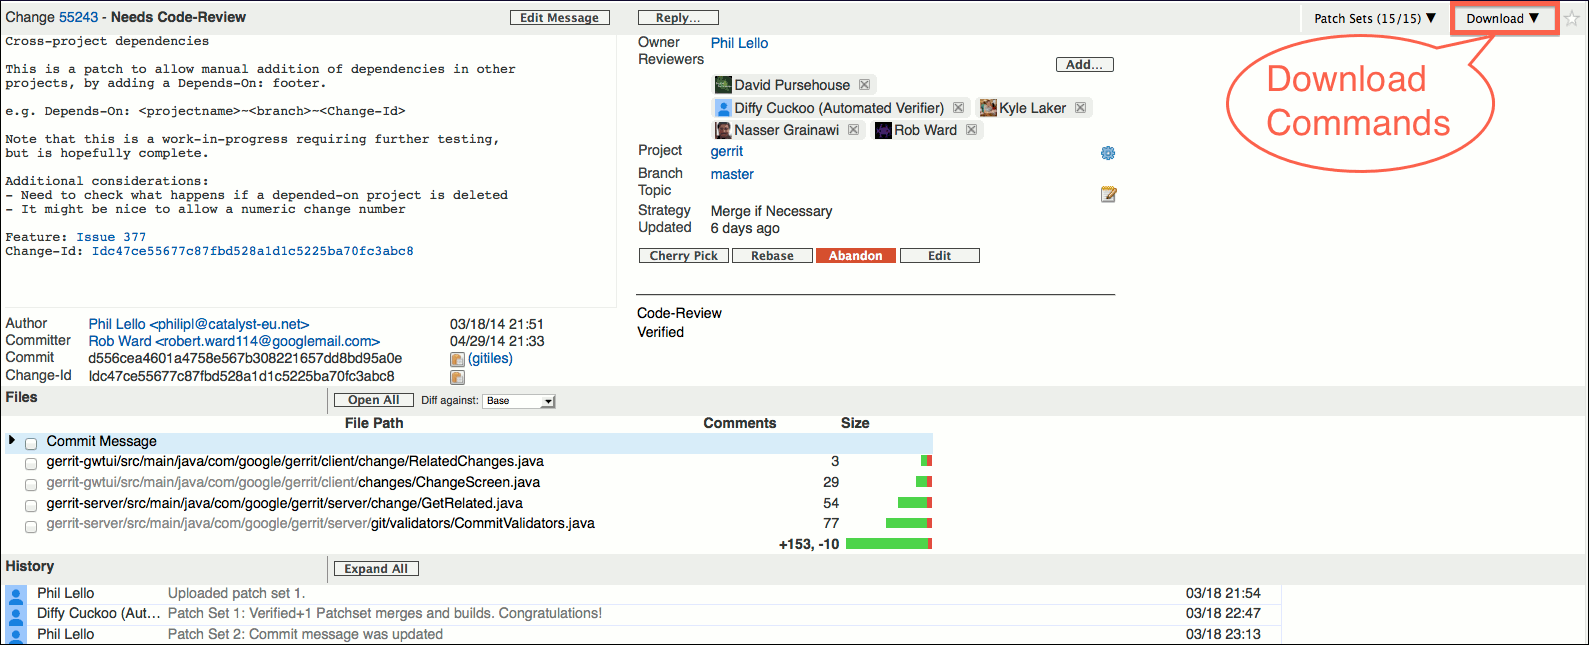 Change 55243 - Needs Code-Review
Edit Message
Reply...
Patch Sets (15/15) ▼
Download ▼
Download
Commands
Cross-project dependencies
This is a patch to allow manual addition of dependencies in other
projects, by adding a Depends-On: footer.
e.g. Depends-On: <projectname>~<branch>~<Change-Id>
Note that this is a work-in-progress requiring further testing,
but is hopefully complete.
Additional considerations:
- Need to check what happens if a depended-on project is deleted
- It might be nice to allow a numeric change number
Feature: Issue 377
Change-Id: Idc47ce55677c87fbd528a1d1c5225ba70fc3abc8
Owner Phil Lello
Reviewers
Add...
David Pursehouse
Diffy Cuckoo (Automated Verifier) Kyle Laker
Nasser Grainawi Rob Ward
Project gerrit
Branch master
Topic
Strategy Merge if Necessary
Updated 6 days ago
Cherry Pick Rebase Abandon Edit
Code-Review
Verified
Author Phil Lello <philipl@catalyst-eu.net> 03/18/14 21:51
Committer Rob Ward <robert.ward114@googlemail.com> 04/29/14 21:33
Commit d556cea4601a4758e567b308221657dd8bd95a0e (gitiles)
Change-Id Idc47ce55677c87fbd528a1d1c5225ba70fc3abc8
Files Open All Diff against: Base
File Path Comments Size
Commit Message
gerrit-gwtui/src/main/java/com/google/gerrit/client/change/RelatedChanges.java 3
gerrit-gwtui/src/main/java/com/google/gerrit/client/changes/ChangeScreen.java 29
gerrit-server/src/main/java/com/google/gerrit/server/change/GetRelated.java 54
gerrit-server/src/main/java/com/google/gerrit/server/git/validators/CommitValidators.java 77
+153, -10
History Expand All
Phil Lello Uploaded patch set 1. 03/18 21:54
Diffy Cuckoo (Aut... Patch Set 1: Verified+1 Patchset merges and builds. Congratulations! 03/18 22:47
Phil Lello Patch Set 2: Commit message was updated 03/18 23:13